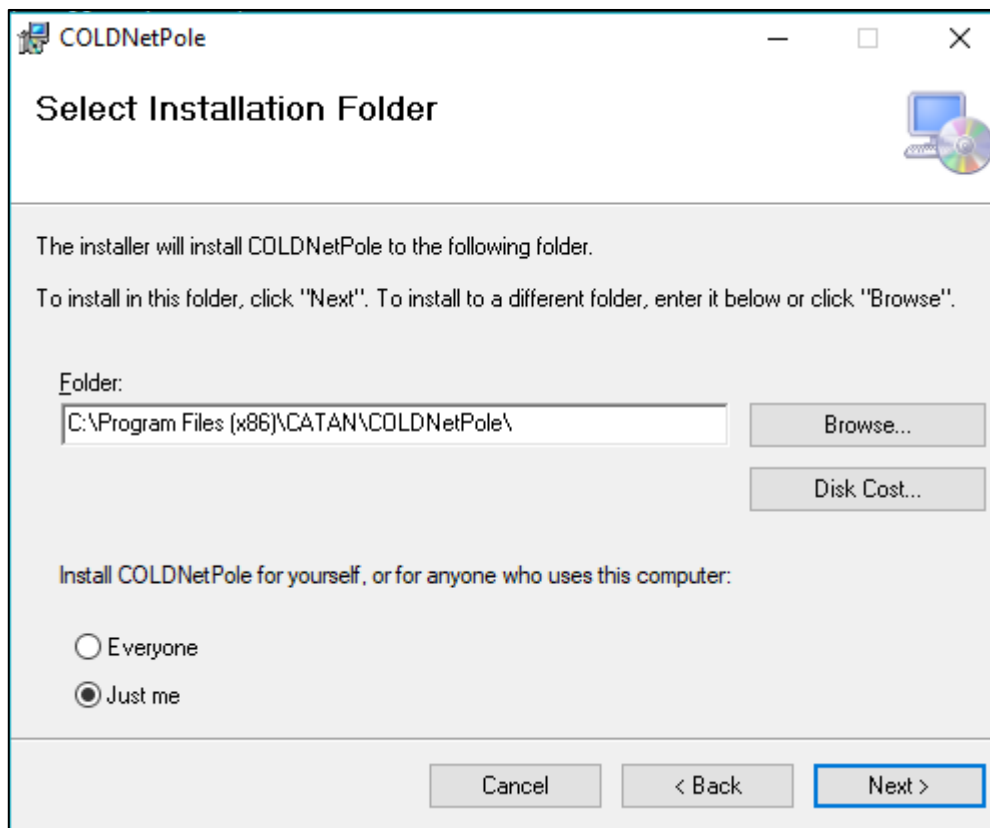 COLDNetPole
Select Installation Folder
The installer will install COLDNetPole to the following folder.
To install in this folder, click "Next". To install to a different folder, enter it below or click "Browse".
Folder:
C:\Program Files (x86)\CATAN\COLDNetPole\
Browse...
Disk Cost...
Install COLDNetPole for yourself, or for anyone who uses this computer:
Everyone
Just me
Cancel
< Back
Next >